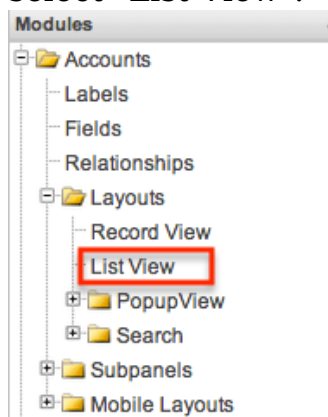 select "List View".
Modules
Accounts
Labels
Fields
Relationships
Layouts
Record View
List View
PopupView
Search
Subpanels
Mobile Layouts